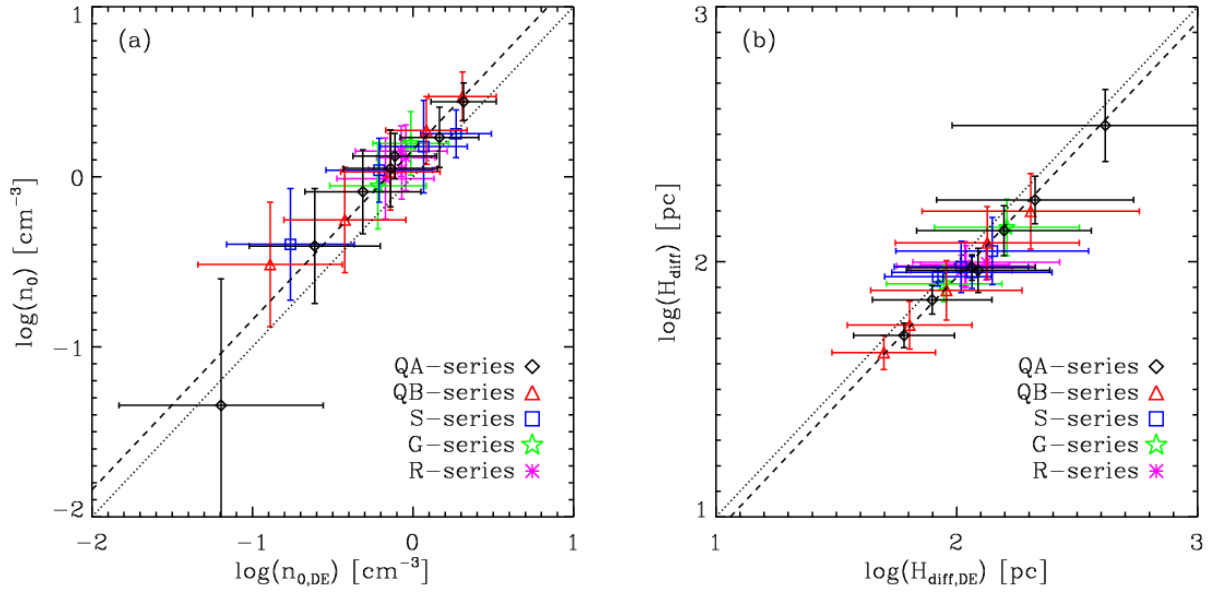 (a)
1
0
−1
−2
log(n₀) [cm⁻³]
QA−series
QB−series
S−series
G−series
R−series
−2 −1 0 1
log(n₀,DE) [cm⁻³]
(b)
3
2
1
log(H_diff) [pc]
QA−series
QB−series
S−series
G−series
R−series
1 2 3
log(H_diff,DE) [pc]